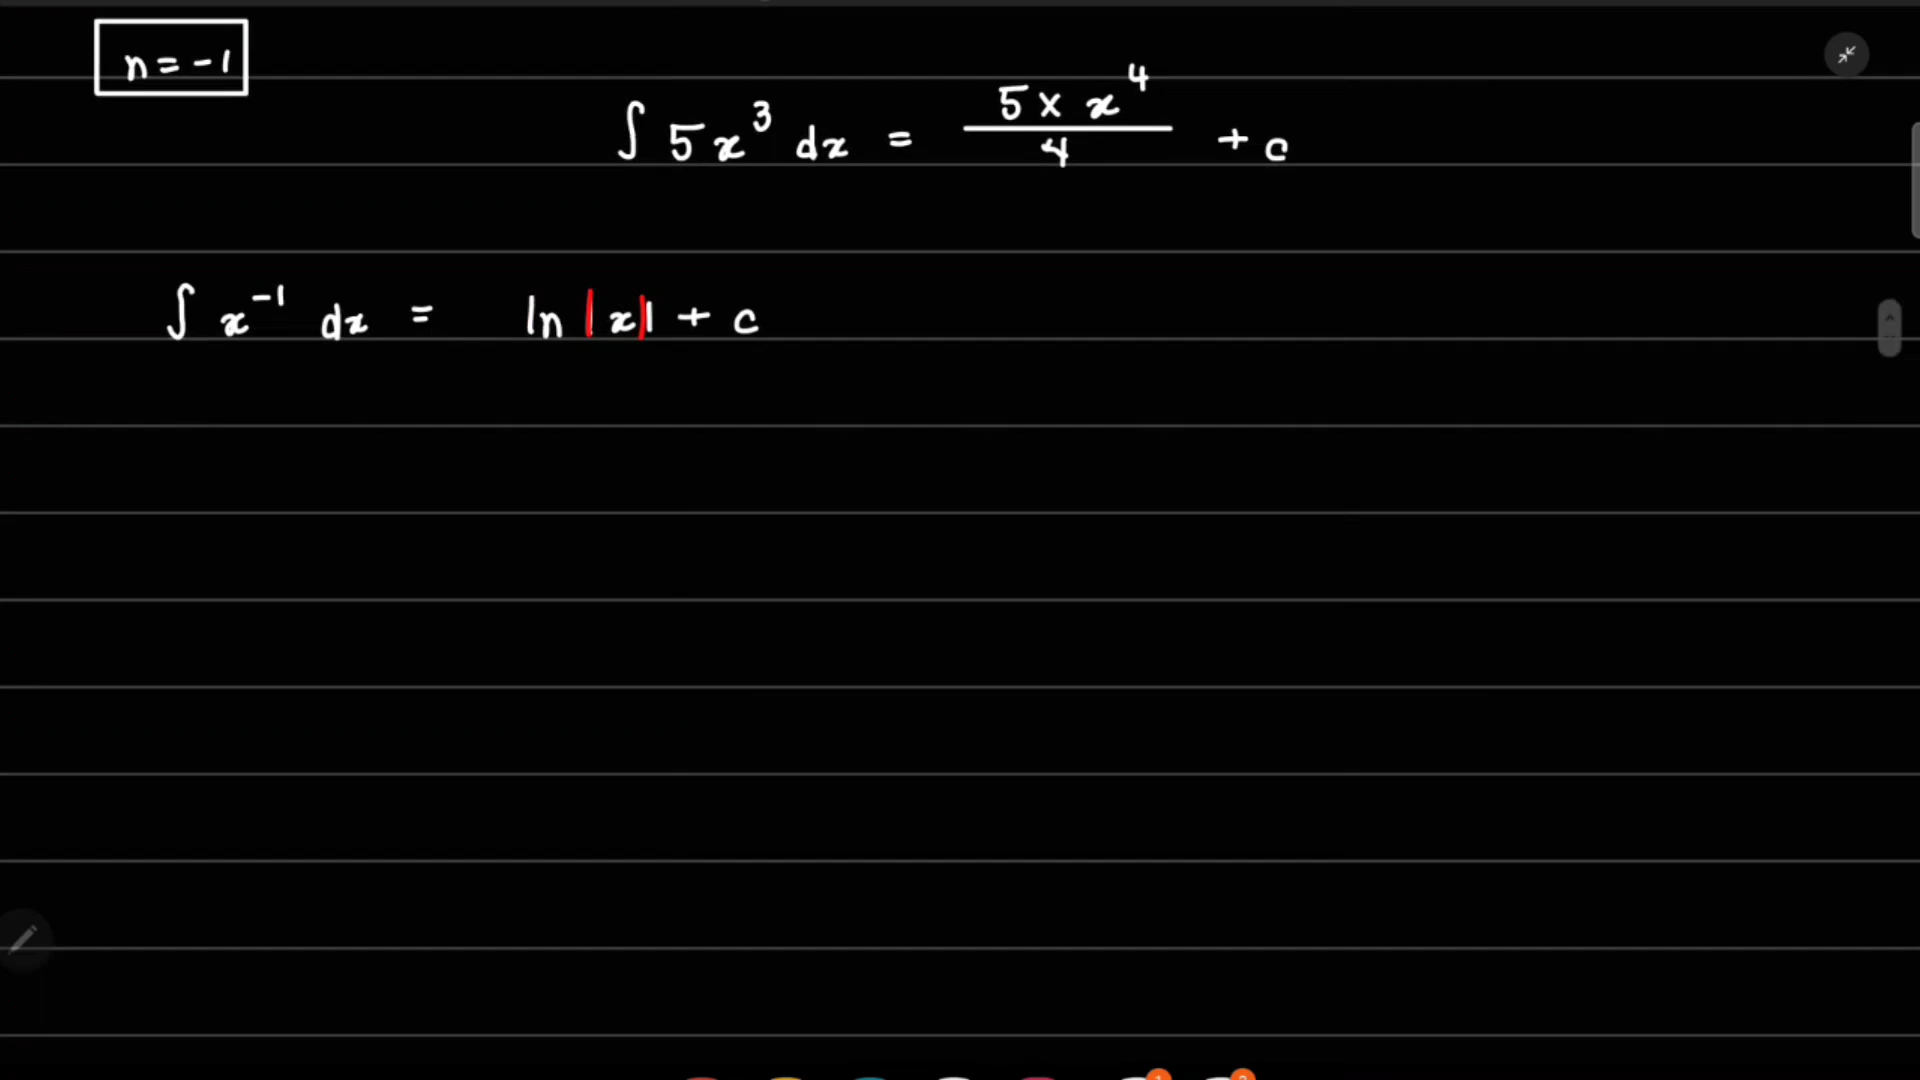 n = -1
∫ 5x³ dx = (5 × x⁴)/4 + c
∫ x⁻¹ dx = ln |x| + c